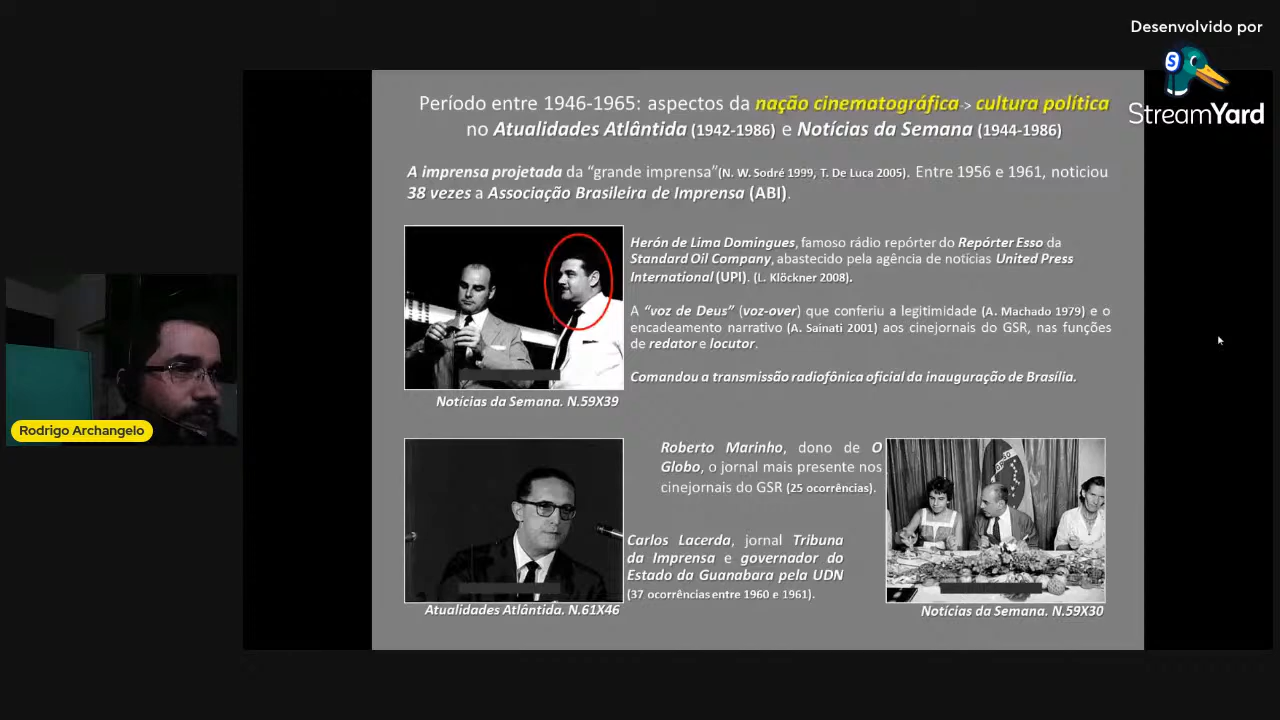 Desenvolvido por
S
StreamYard
Período entre 1946-1965: aspectos da nação cinematográfica -> cultura política
no Atualidades Atlântida (1942-1986) e Notícias da Semana (1944-1986)
A imprensa projetada da “grande imprensa”(N. W. Sodré 1999, T. De Luca 2005). Entre 1956 e 1961, noticiou
38 vezes a Associação Brasileira de Imprensa (ABI).
Herón de Lima Domingues, famoso rádio repórter do Repórter Esso da
Standard Oil Company, abastecido pela agência de notícias United Press
International (UPI). (L. Klöckner 2008).
A “voz de Deus” (voz-over) que conferiu a legitimidade (A. Machado 1979) e o
encadeamento narrativo (A. Sainati 2001) aos cinejornais do GSR, nas funções
de redator e locutor.
Comandou a transmissão radiofônica oficial da inauguração de Brasília.
Notícias da Semana. N.59X39
Rodrigo Archangelo
Roberto Marinho, dono de O
Globo, o jornal mais presente nos
cinejornais do GSR (25 ocorrências).
Carlos Lacerda, jornal Tribuna
da Imprensa e governador do
Estado da Guanabara pela UDN
(37 ocorrências entre 1960 e 1961).
Atualidades Atlântida. N.61X46
Notícias da Semana. N.59X30